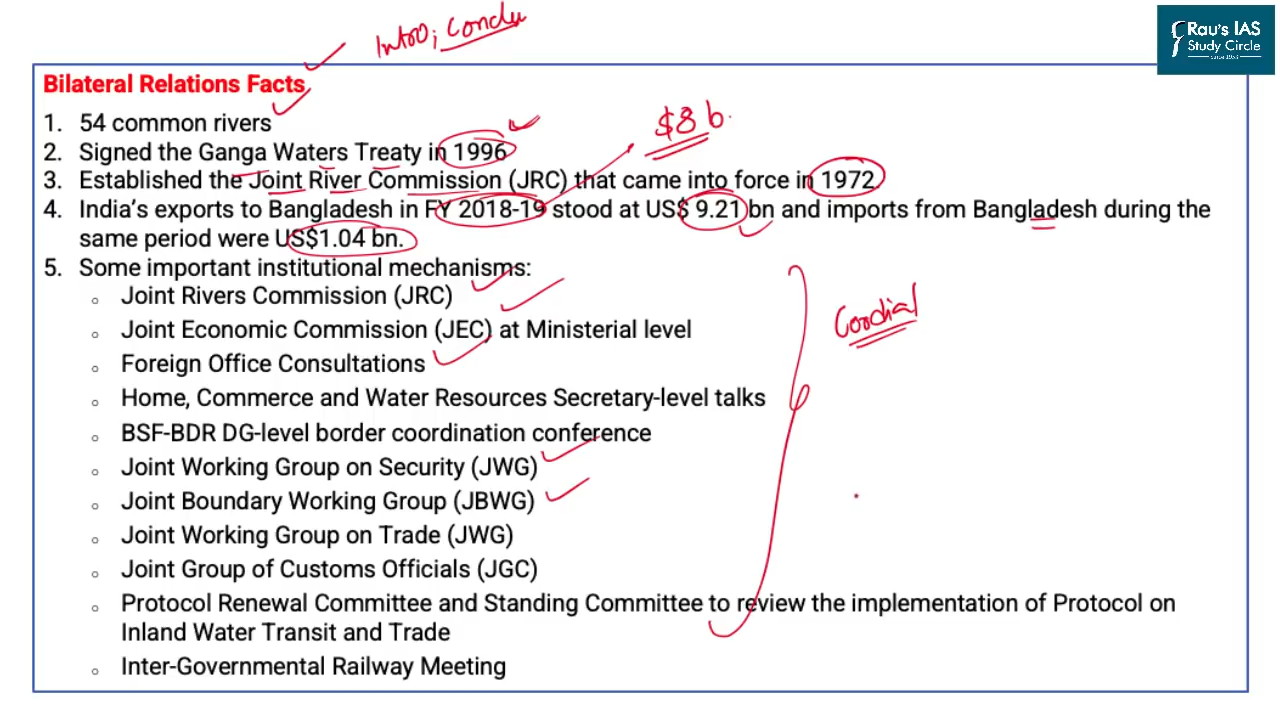 Intro; Conclu
Rau's IAS
Study Circle
since 1953
Bilateral Relations Facts
1. 54 common rivers
$8 b.
2. Signed the Ganga Waters Treaty in 1996
3. Established the Joint River Commission (JRC) that came into force in 1972
4. India's exports to Bangladesh in FY 2018-19 stood at US$ 9.21 bn and imports from Bangladesh during the
same period were US$1.04 bn.
5. Some important institutional mechanisms:
○ Joint Rivers Commission (JRC)
Cordial
○ Joint Economic Commission (JEC) at Ministerial level
○ Foreign Office Consultations
○ Home, Commerce and Water Resources Secretary-level talks
○ BSF-BDR DG-level border coordination conference
○ Joint Working Group on Security (JWG)
○ Joint Boundary Working Group (JBWG)
○ Joint Working Group on Trade (JWG)
○ Joint Group of Customs Officials (JGC)
○ Protocol Renewal Committee and Standing Committee to review the implementation of Protocol on
Inland Water Transit and Trade
○ Inter-Governmental Railway Meeting